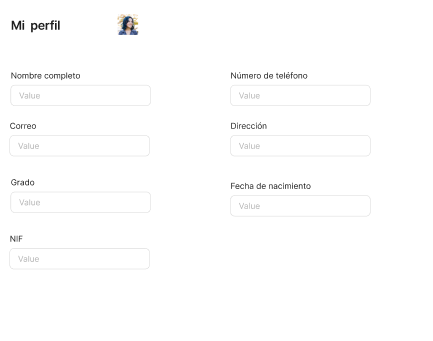 Mi perfil
Nombre completo
Value
Número de teléfono
Value
Correo
Value
Dirección
Value
Grado
Value
Fecha de nacimiento
Value
NIF
Value